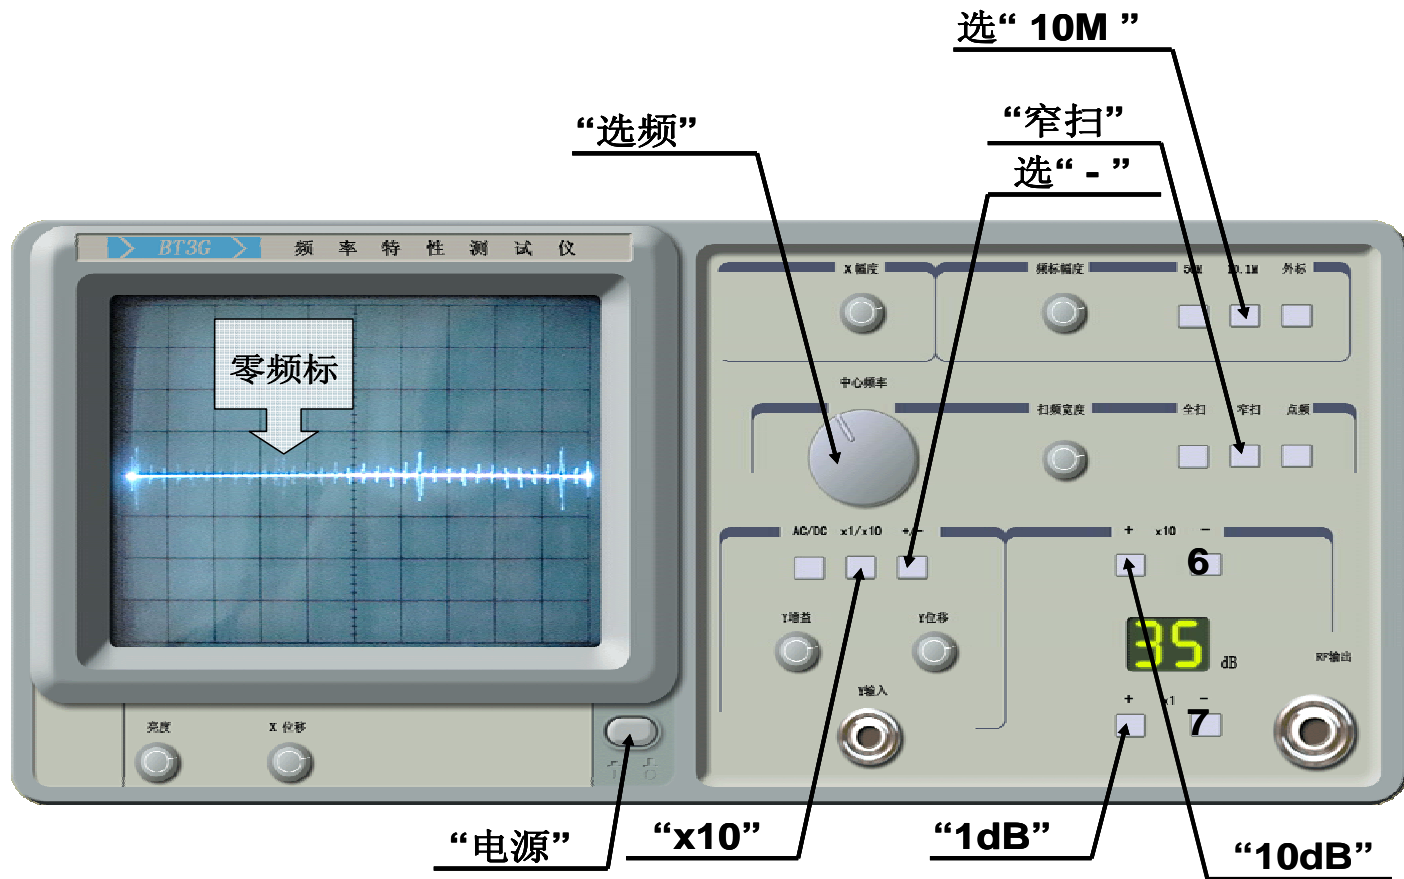 选“ 10M ”
“选频”
“窄扫”
选“ - ”
BT3G 频率特性测试仪
X 幅度
频标幅度
50M
10.1M
外标
零频标
中心频率
扫频宽度
全扫
窄扫
点频
AC/DC
x1/x10
+/-
+ x10 -
6
Y增益
Y位移
35
dB
RF输出
Y输入
+ x1 -
7
亮度
X 位移
“电源”
“x10”
“1dB”
“10dB”